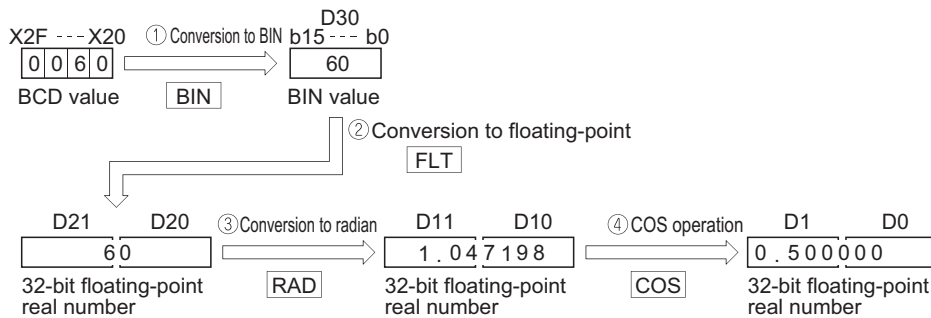 D30
X2F --- X20 ① Conversion to BIN b15 --- b0
0 0 6 0 60
BCD value BIN BIN value
② Conversion to floating-point
FLT
D21 D20 ③ Conversion to radian D11 D10 ④ COS operation D1 D0
60 1.047198 0.500000
32-bit floating-point RAD 32-bit floating-point COS 32-bit floating-point
real number real number real number